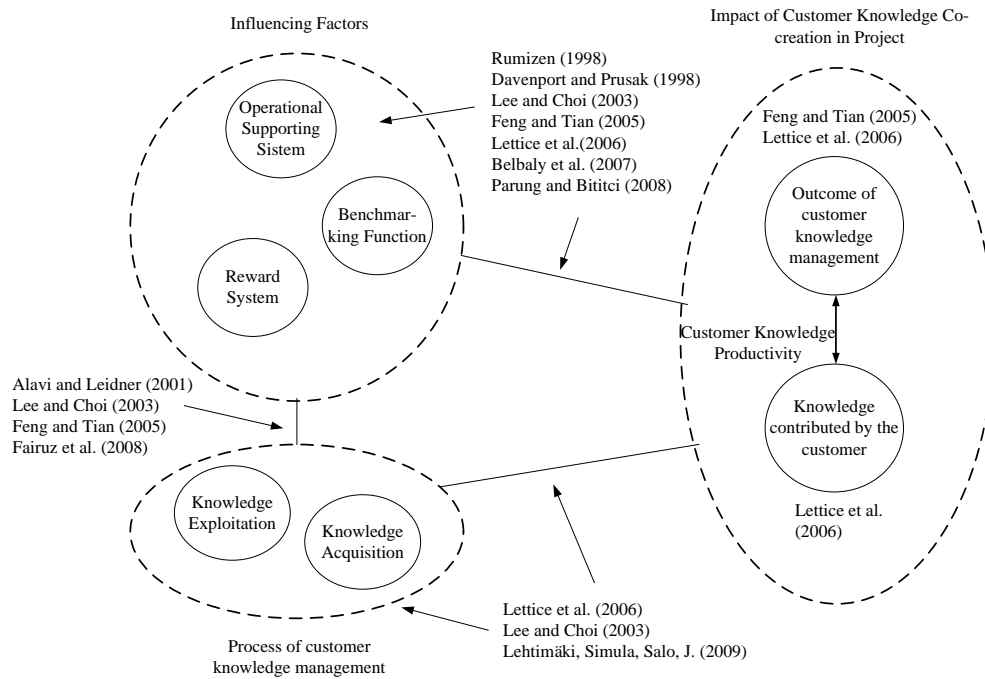 Influencing Factors
Operational
Supporting
Sistem
Benchmar-
king Function
Reward
System
Rumizen (1998)
Davenport and Prusak (1998)
Lee and Choi (2003)
Feng and Tian (2005)
Lettice et al.(2006)
Belbaly et al. (2007)
Parung and Bititci (2008)
Impact of Customer Knowledge Co-
creation in Project
Feng and Tian (2005)
Lettice et al. (2006)
Outcome of
customer
knowledge
management
Customer Knowledge
Productivity
Knowledge
contributed by the
customer
Lettice et al.
(2006)
Alavi and Leidner (2001)
Lee and Choi (2003)
Feng and Tian (2005)
Fairuz et al. (2008)
Knowledge
Exploitation
Knowledge
Acquisition
Process of customer
knowledge management
Lettice et al. (2006)
Lee and Choi (2003)
Lehtimäki, Simula, Salo, J. (2009)